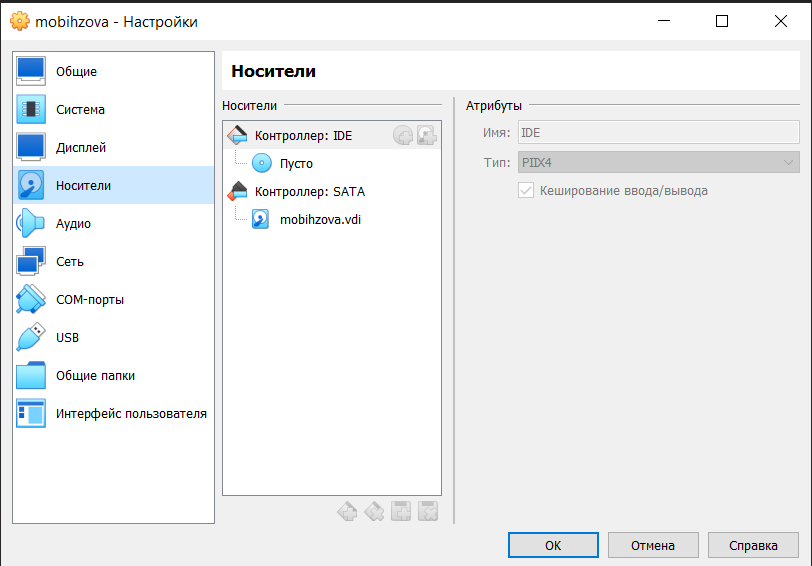 mobihzova - Настройки
Общие
Система
Дисплей
Носители
Аудио
Сеть
COM-порты
USB
Общие папки
Интерфейс пользователя
Носители
Носители
Контроллер: IDE
Пусто
Контроллер: SATA
mobihzova.vdi
Атрибуты
Имя: IDE
Тип: PIIX4
Кеширование ввода/вывода
OK
Отмена
Справка